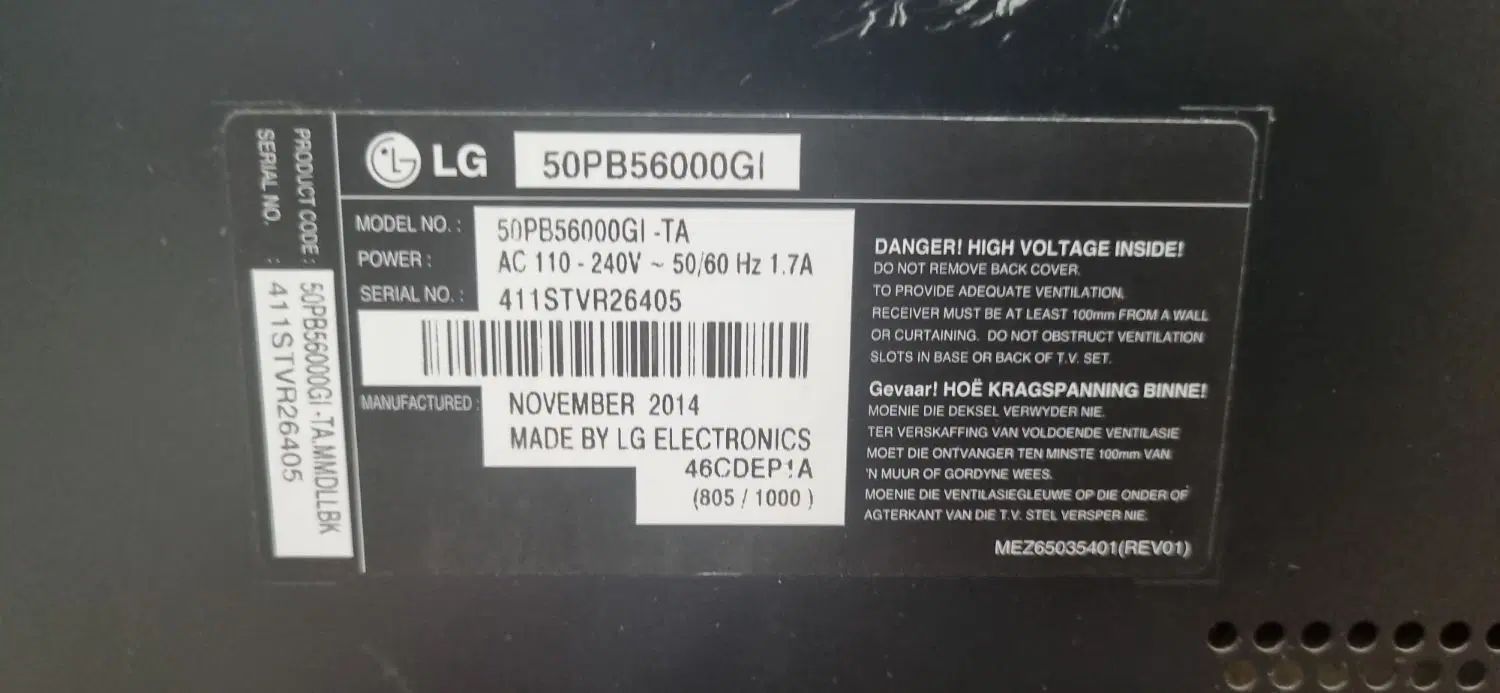 PRODUCT CODE : 50PB56000GI -TA.MMDLLBK
SERIAL NO. : 411STVR26405
LG 50PB56000GI
MODEL NO. : 50PB56000GI -TA
POWER : AC 110 - 240V ~ 50/60 Hz 1.7A
SERIAL NO. : 411STVR26405
MANUFACTURED : NOVEMBER 2014
MADE BY LG ELECTRONICS
46CDEP1A
(805 / 1000 )
DANGER! HIGH VOLTAGE INSIDE!
DO NOT REMOVE BACK COVER.
TO PROVIDE ADEQUATE VENTILATION,
RECEIVER MUST BE AT LEAST 100mm FROM A WALL
OR CURTAINING. DO NOT OBSTRUCT VENTILATION
SLOTS IN BASE OR BACK OF T.V. SET.
Gevaar! HOË KRAGSPANNING BINNE!
MOENIE DIE DEKSEL VERWYDER NIE.
TER VERSKAFFING VAN VOLDOENDE VENTILASIE
MOET DIE ONTVANGER TEN MINSTE 100mm VAN
'N MUUR OF GORDYNE WEES.
MOENIE DIE VENTILASIEGLEUWE OP DIE ONDER OF
AGTERKANT VAN DIE T.V. STEL VERSPER NIE.
MEZ65035401(REV01)